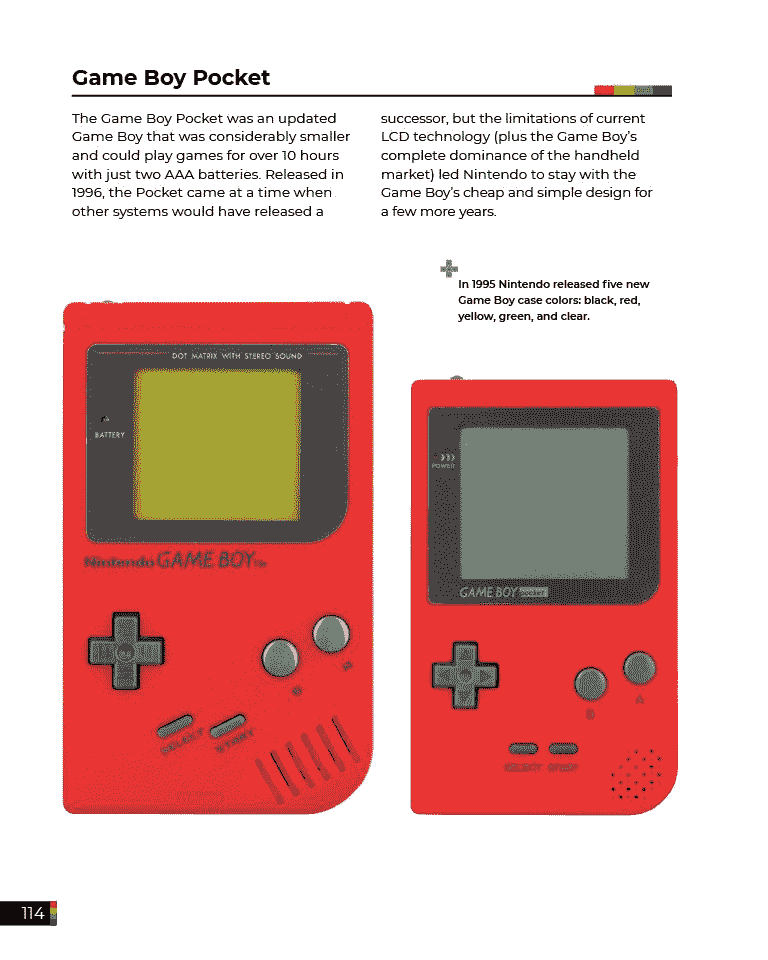 Game Boy Pocket
The Game Boy Pocket was an updated
Game Boy that was considerably smaller
and could play games for over 10 hours
with just two AAA batteries. Released in
1996, the Pocket came at a time when
other systems would have released a
successor, but the limitations of current
LCD technology (plus the Game Boy's
complete dominance of the handheld
market) led Nintendo to stay with the
Game Boy's cheap and simple design for
a few more years.
In 1995 Nintendo released five new
Game Boy case colors: black, red,
yellow, green, and clear.
DOT MATRIX WITH STEREO SOUND
BATTERY
Nintendo GAME BOY
SELECT START
POWER
GAME BOY pocket
B A
SELECT
114